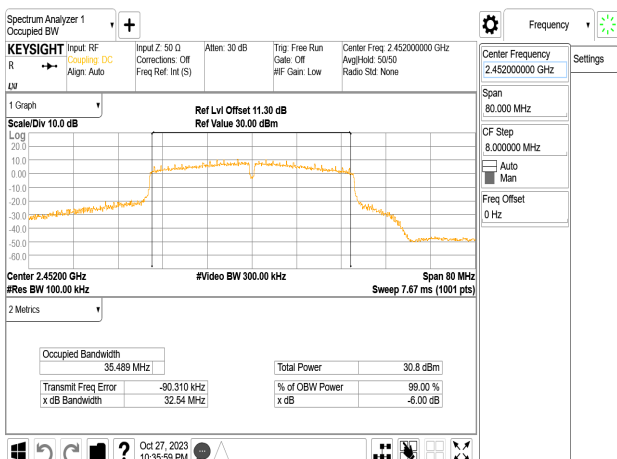 Spectrum Analyzer 1
Occupied BW
Frequency
KEYSIGHT
R
LXI
Input: RF
Coupling: DC
Align: Auto
Input Z: 50 Ω
Corrections: Off
Freq Ref: Int (S)
Atten: 30 dB
Trig: Free Run
Gate: Off
#IF Gain: Low
Center Freq: 2.452000000 GHz
Avg|Hold: 50/50
Radio Std: None
Center Frequency
2.452000000 GHz
Settings
Span
80.000 MHz
CF Step
8.000000 MHz
Auto
Man
Freq Offset
0 Hz
1 Graph
Scale/Div 10.0 dB
Ref Lvl Offset 11.30 dB
Ref Value 30.00 dBm
Log
20.0
10.0
0.00
-10.0
-20.0
-30.0
-40.0
-50.0
-60.0
Center 2.45200 GHz
#Res BW 100.00 kHz
#Video BW 300.00 kHz
Span 80 MHz
Sweep 7.67 ms (1001 pts)
2 Metrics
Occupied Bandwidth
35.489 MHz
Transmit Freq Error -90.310 kHz
x dB Bandwidth 32.54 MHz
Total Power 30.8 dBm
% of OBW Power 99.00 %
x dB -6.00 dB
?
Oct 27, 2023
10:35:59 PM